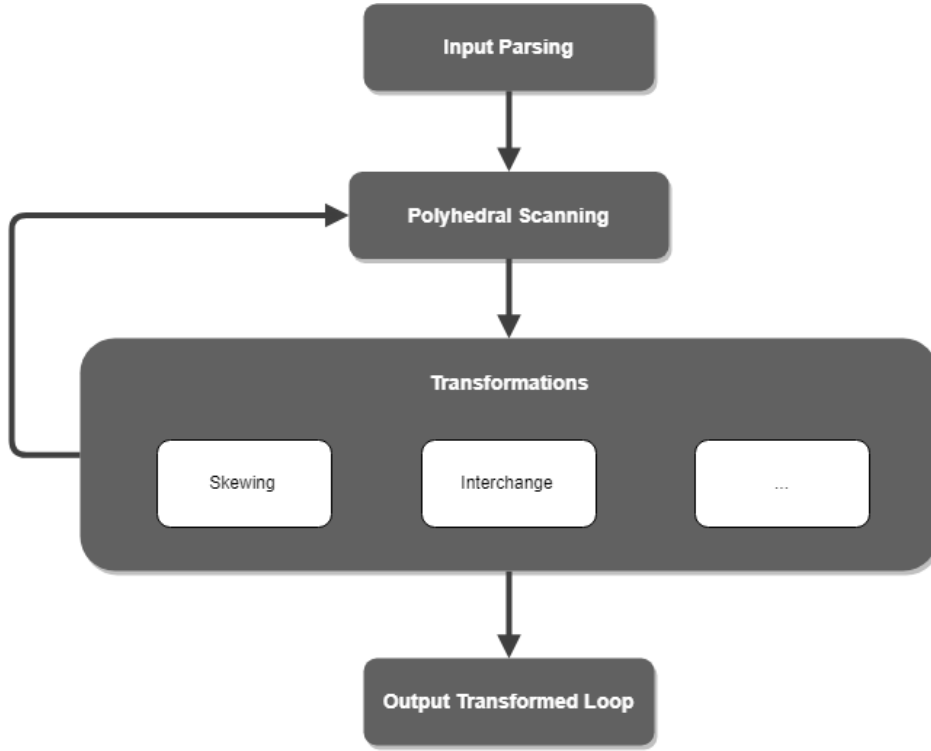 Input Parsing
Polyhedral Scanning
Transformations
Skewing
Interchange
...
Output Transformed Loop